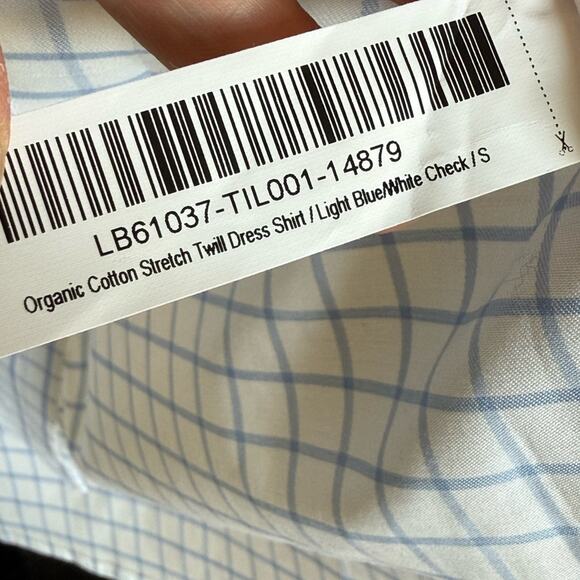 LB61037-TIL001-14879
Organic Cotton Stretch Twill Dress Shirt / Light Blue/White Check / S